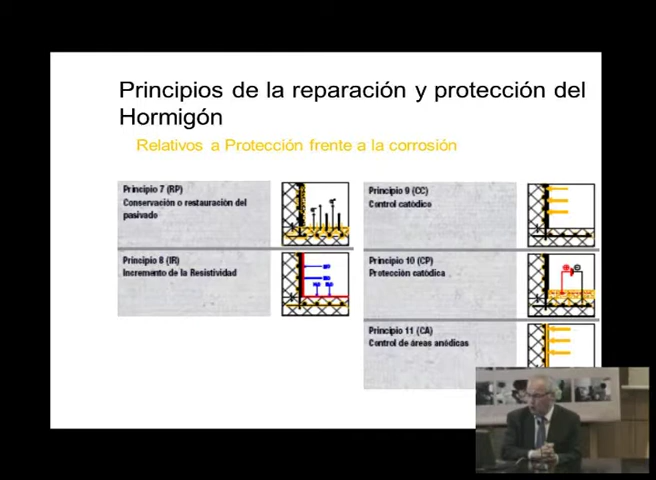 Principios de la reparación y protección del
Hormigón
Relativos a Protección frente a la corrosión
Principio 7 (RP)
Conservación o restauración del
pasivado
Principio 8 (IR)
Incremento de la Resistividad
Principio 9 (CC)
Control catódico
Principio 10 (CP)
Protección catódica
Principio 11 (CA)
Control de áreas anódicas